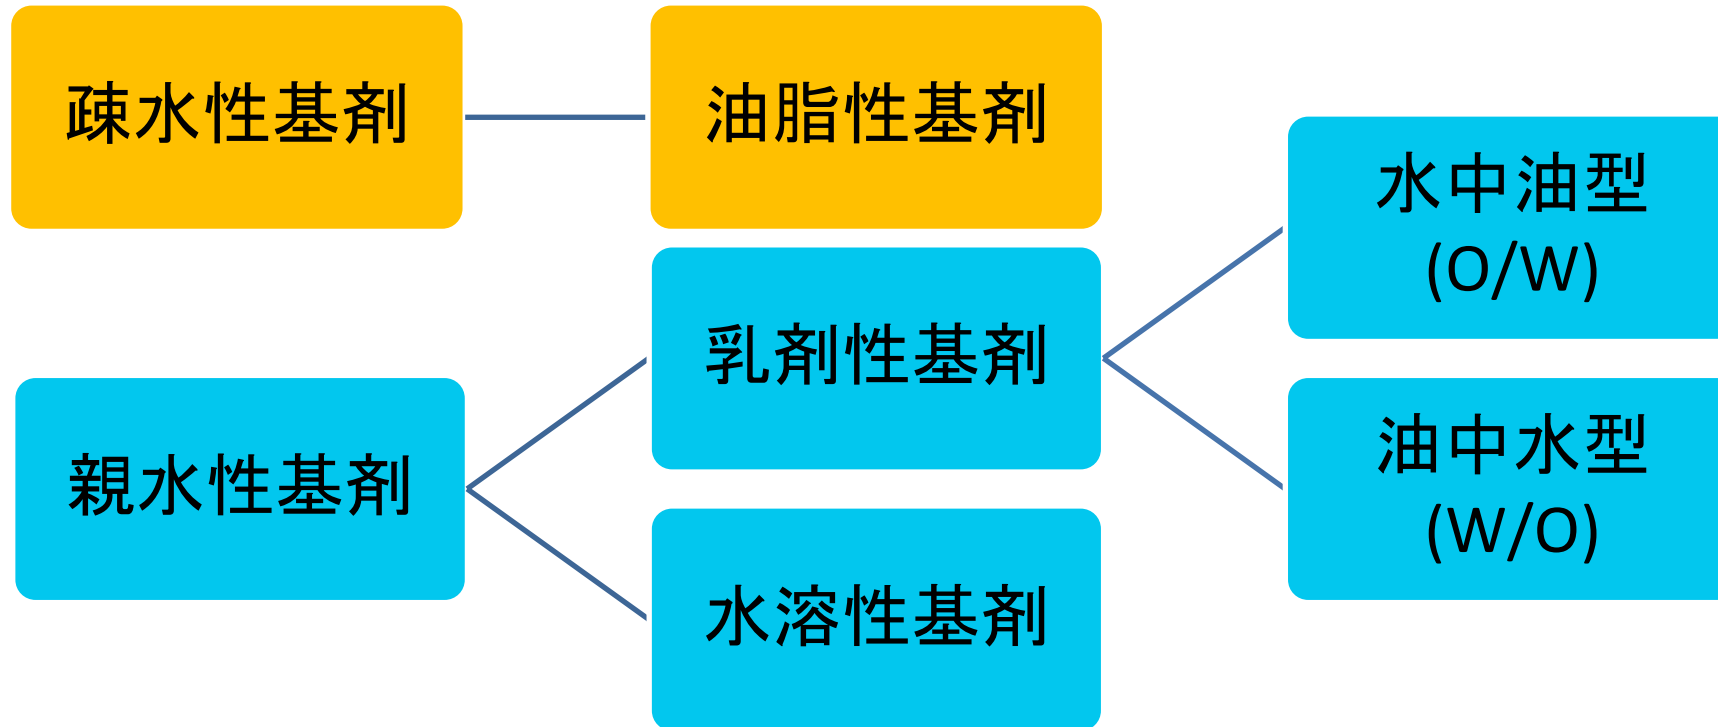 疎水性基剤
油脂性基剤
親水性基剤
乳剤性基剤
水溶性基剤
水中油型
(O/W)
油中水型
(W/O)